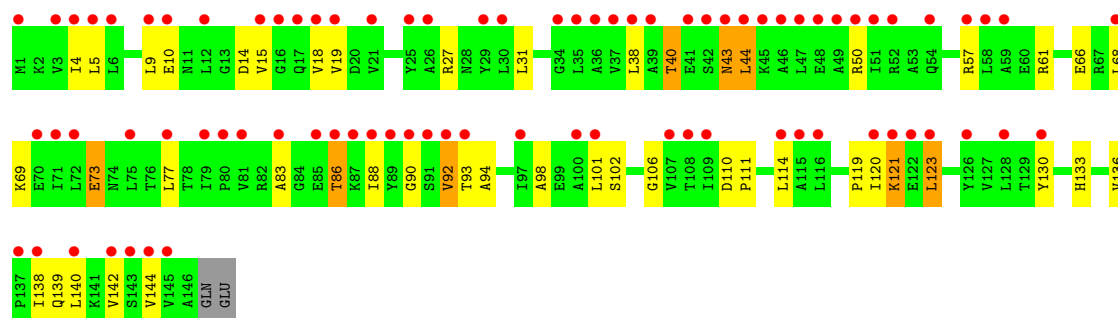 M1 K2 V3 I4 L5 L6 L9 E10 N11 L12 G13 D14 V15 G16 Q17 V18 V19 D20 V21 Y25 A26 R27 N28 Y29 L30 L31 G34 L35 A36 V37 L38 A39 T40 E41 S42 N43 L44 K45 A46 L47 E48 A49 R50 I51 R52 A53 Q54 R57 L58 A59 E60 R61 E66 R67 L68
K69 E70 I71 L72 E73 N74 L75 T76 L77 T78 I79 P80 V81 R82 A83 G84 E85 T86 K87 I88 Y89 G90 S91 V92 T93 A94 I97 A98 E99 A100 L101 S102 G106 V107 T108 I109 D110 P111 L114 A115 L116 P119 I120 K121 E122 L123 Y126 V127 L128 T129 Y130 H133 V136
P137 I138 Q139 L140 K141 V142 S143 V144 V145 A146 GLN GLU